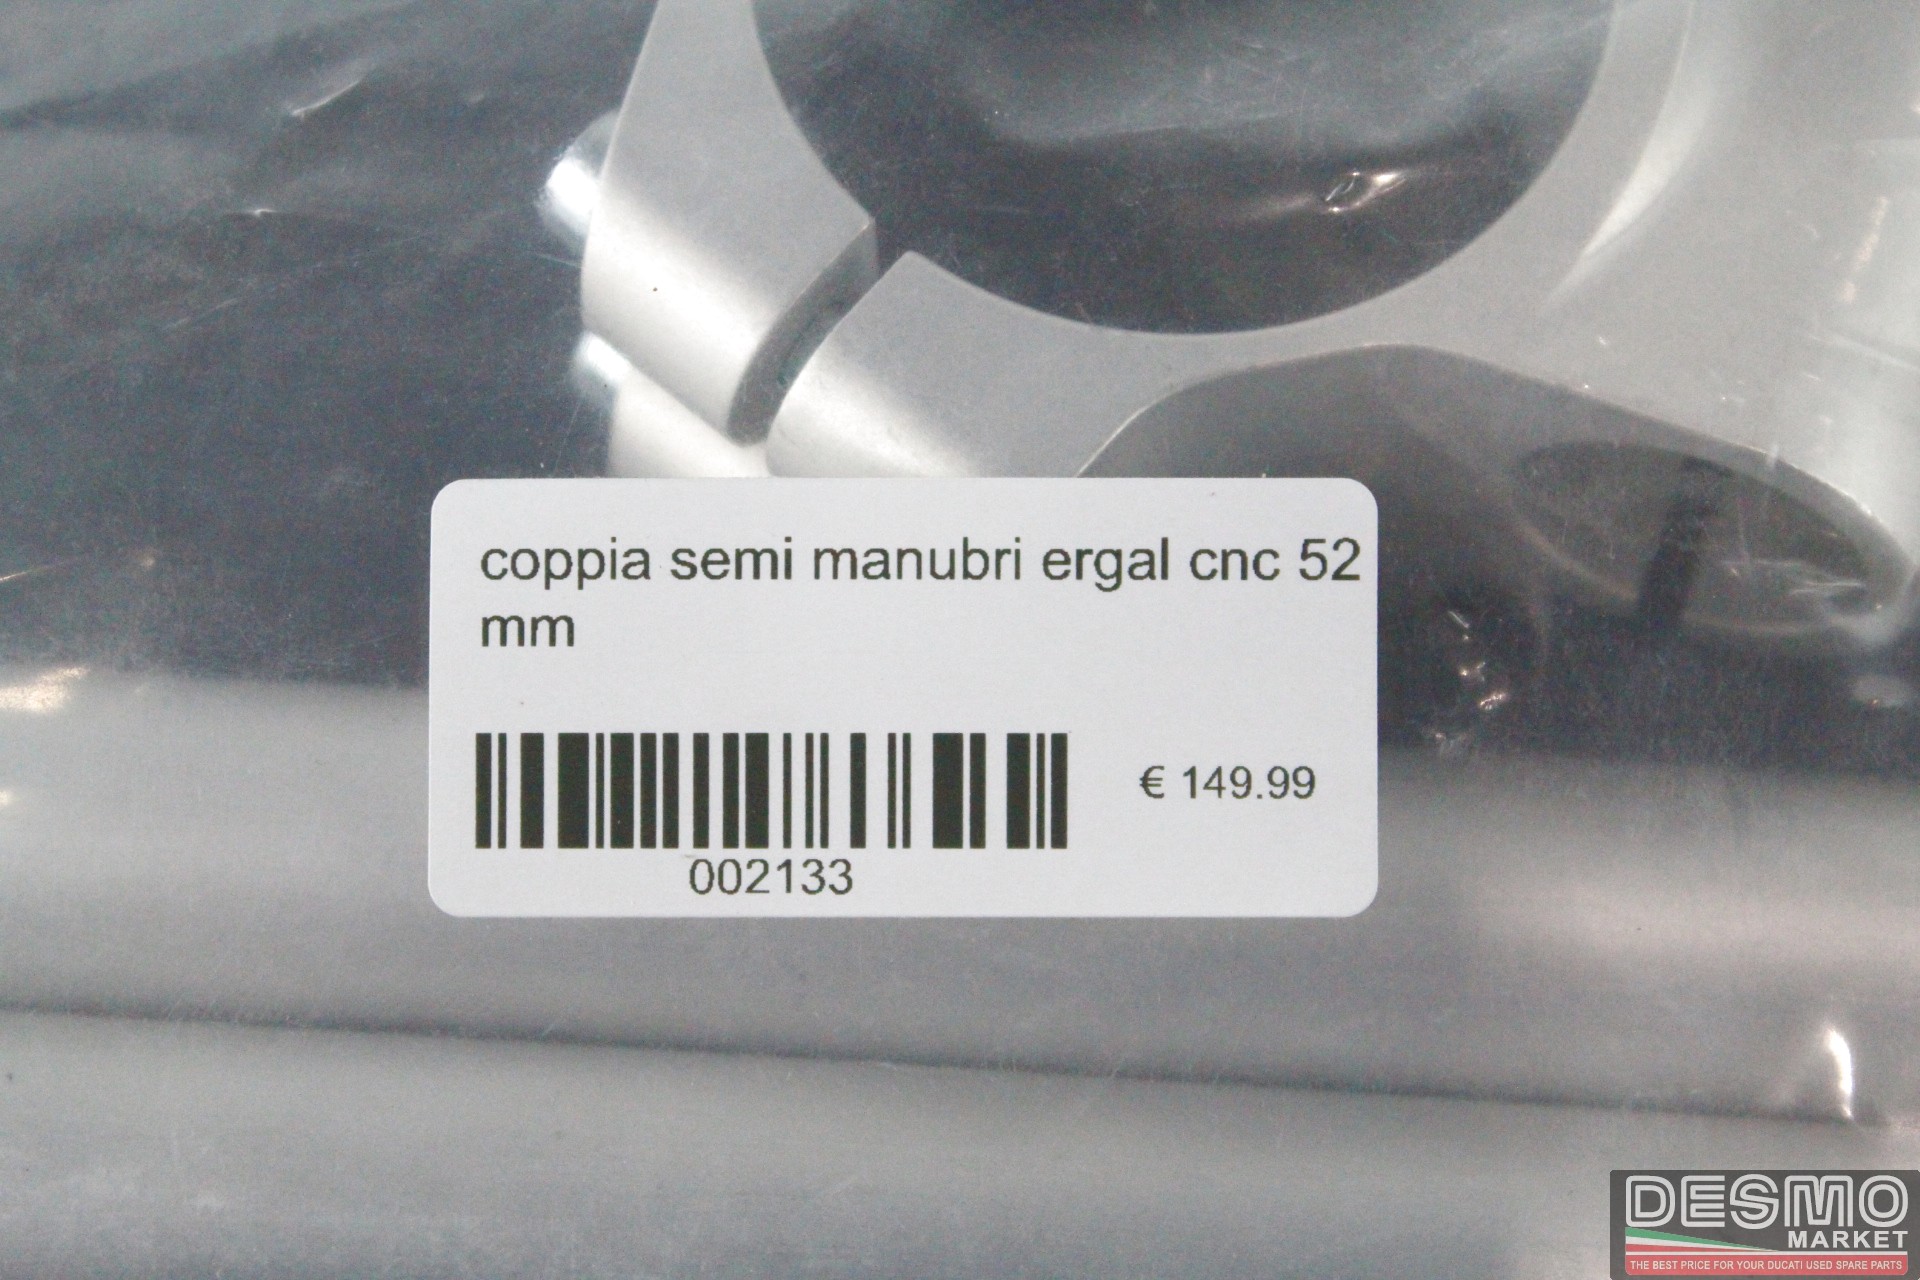 coppia semi manubri ergal cnc 52
mm
€ 149.99
002133
DESMO
MARKET
THE BEST PRICE FOR YOUR DUCATI USED SPARE PARTS